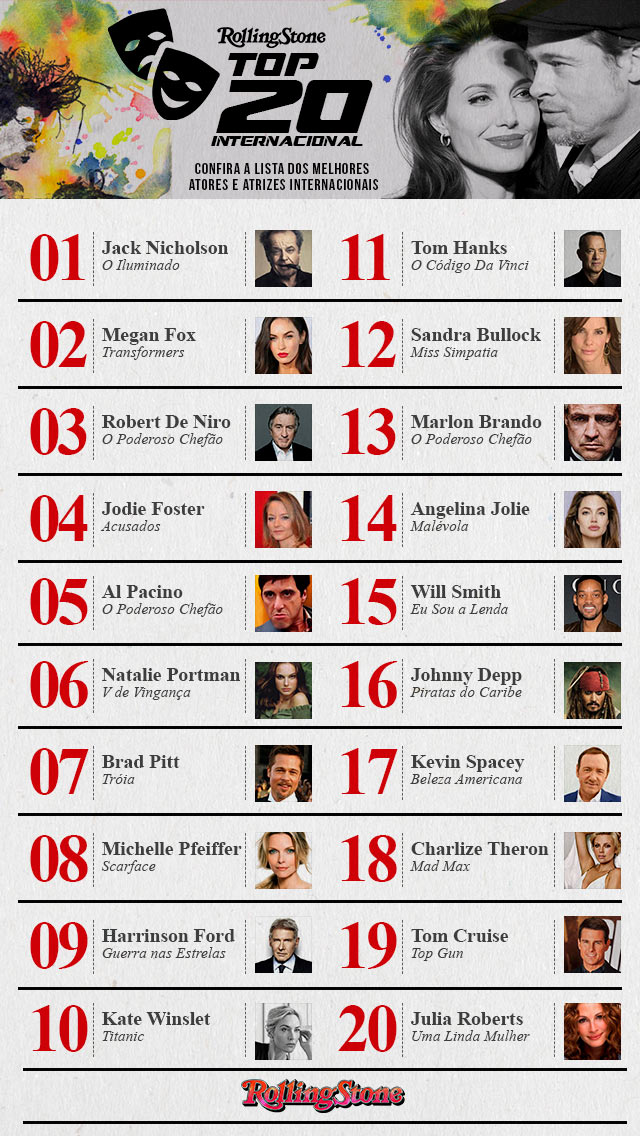 RollingStone
TOP
20
INTERNACIONAL
CONFIRA A LISTA DOS MELHORES
ATORES E ATRIZES INTERNACIONAIS
01 Jack Nicholson
O Iluminado
02 Megan Fox
Transformers
03 Robert De Niro
O Poderoso Chefão
04 Jodie Foster
Acusados
05 Al Pacino
O Poderoso Chefão
06 Natalie Portman
V de Vingança
07 Brad Pitt
Tróia
08 Michelle Pfeiffer
Scarface
09 Harrinson Ford
Guerra nas Estrelas
10 Kate Winslet
Titanic
11 Tom Hanks
O Código Da Vinci
12 Sandra Bullock
Miss Simpatia
13 Marlon Brando
O Poderoso Chefão
14 Angelina Jolie
Malévola
15 Will Smith
Eu Sou a Lenda
16 Johnny Depp
Piratas do Caribe
17 Kevin Spacey
Beleza Americana
18 Charlize Theron
Mad Max
19 Tom Cruise
Top Gun
20 Julia Roberts
Uma Linda Mulher
RollingStone